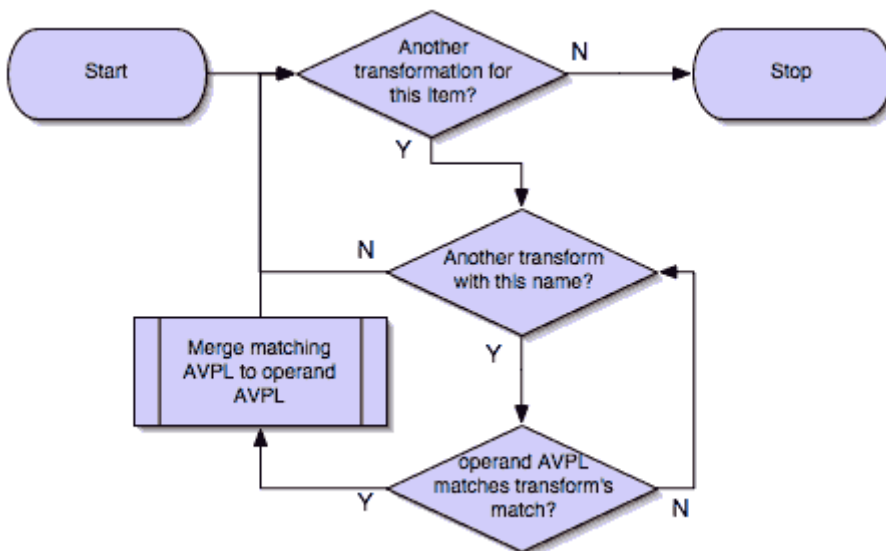 Start
Another
transformation for
this Item?
N
Stop
Y
Another transform
with this name?
N
Y
Merge matching
AVPL to operand
AVPL
operand AVPL
matches transform's
match?
Y
N